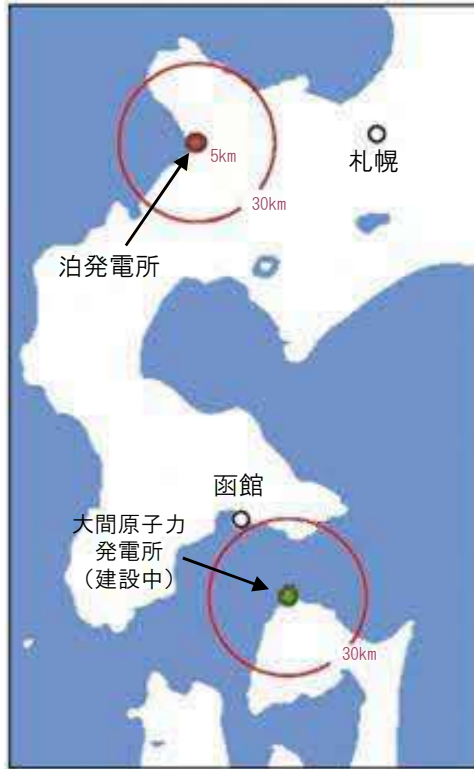 札幌
5km
30km
泊発電所
函館
大間原子力
発電所
（建設中）
30km